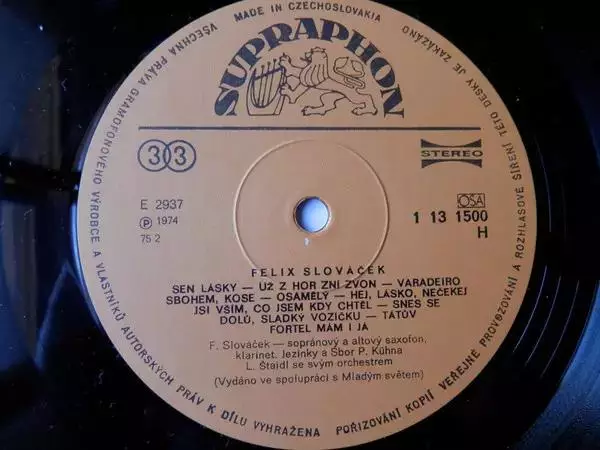 MADE IN CZECHOSLOVAKIA
VŠECHNA PRÁVA GRAMOFONOVÉHO VÝROBCE A VLASTNÍKŮ AUTORSKÝCH PRÁV K DÍLU VYHRAŽENA
POŘIZOVÁNÍ KOPIÍ VEŘEJNÉ PROVOZOVÁNÍ A ROZHLASOVÉ ŠÍŘENÍ TÉTO DESKY JE ZAKÁZÁNO
SUPRAPHON
33
STEREO
E 2937
OSA
Ⓟ 1974
1 13 1500
75 2
H
FELIX SLOVÁČEK
SEN LÁSKY — UŽ Z HOR ZNÍ ZVON — VARADEIRO
SBOHEM, KOSE — OSAMĚLÝ — HEJ, LÁSKO, NEČEKEJ
JSI VŠÍM, CO JSEM KDY CHTĚL — SNES SE
DOLŮ, SLADKÝ VOZÍČKU — TATŮV
FORTEL MÁM I JÁ
F. Slováček — sopránový a altový saxofon,
klarinet. Jezinky a Sbor P. Kühna
L. Štaidl se svým orchestrem
(Vydáno ve spolupráci s Mladým světem)